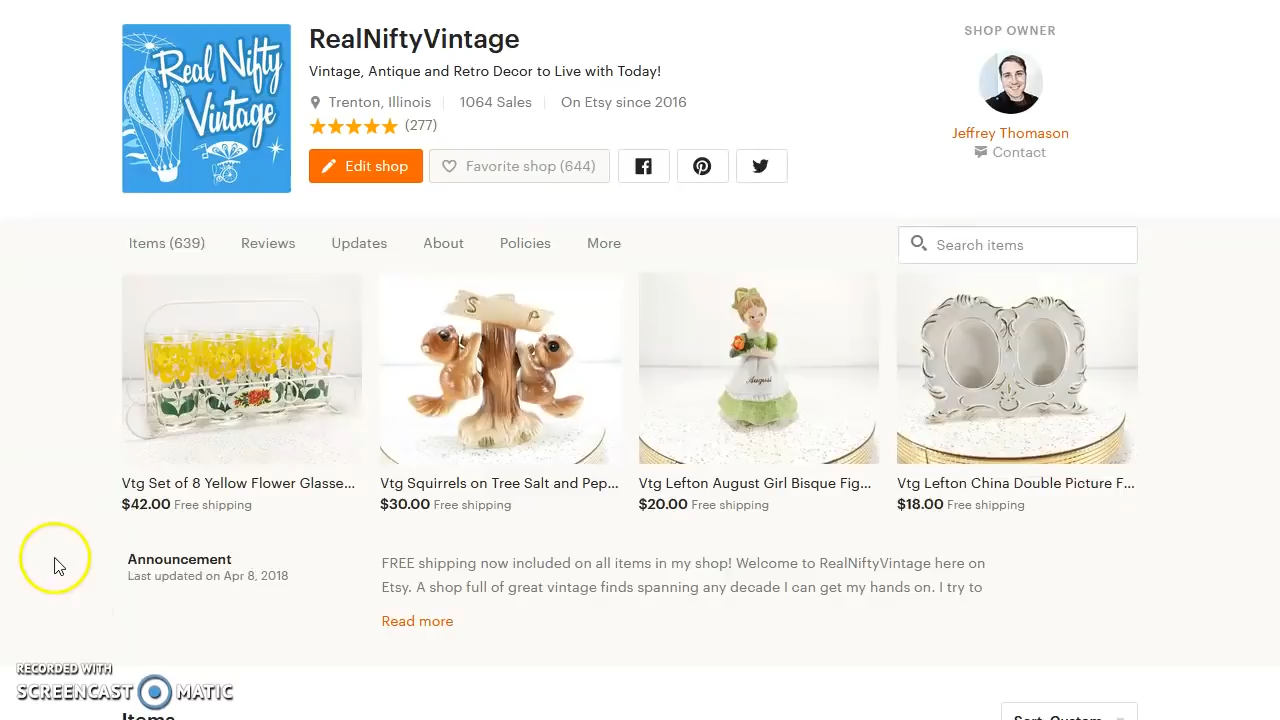 Real Nifty
Vintage
RealNiftyVintage
Vintage, Antique and Retro Decor to Live with Today!
Trenton, Illinois 1064 Sales On Etsy since 2016
(277)
Edit shop Favorite shop (644)
SHOP OWNER
Jeffrey Thomason
Contact
Items (639) Reviews Updates About Policies More Search items
S P
August
Vtg Set of 8 Yellow Flower Glasse... Vtg Squirrels on Tree Salt and Pep... Vtg Lefton August Girl Bisque Fig... Vtg Lefton China Double Picture F...
$42.00 Free shipping $30.00 Free shipping $20.00 Free shipping $18.00 Free shipping
Announcement
Last updated on Apr 8, 2018
FREE shipping now included on all items in my shop! Welcome to RealNiftyVintage here on
Etsy. A shop full of great vintage finds spanning any decade I can get my hands on. I try to
Read more
RECORDED WITH
SCREENCAST MATIC
Items Sort: Custom